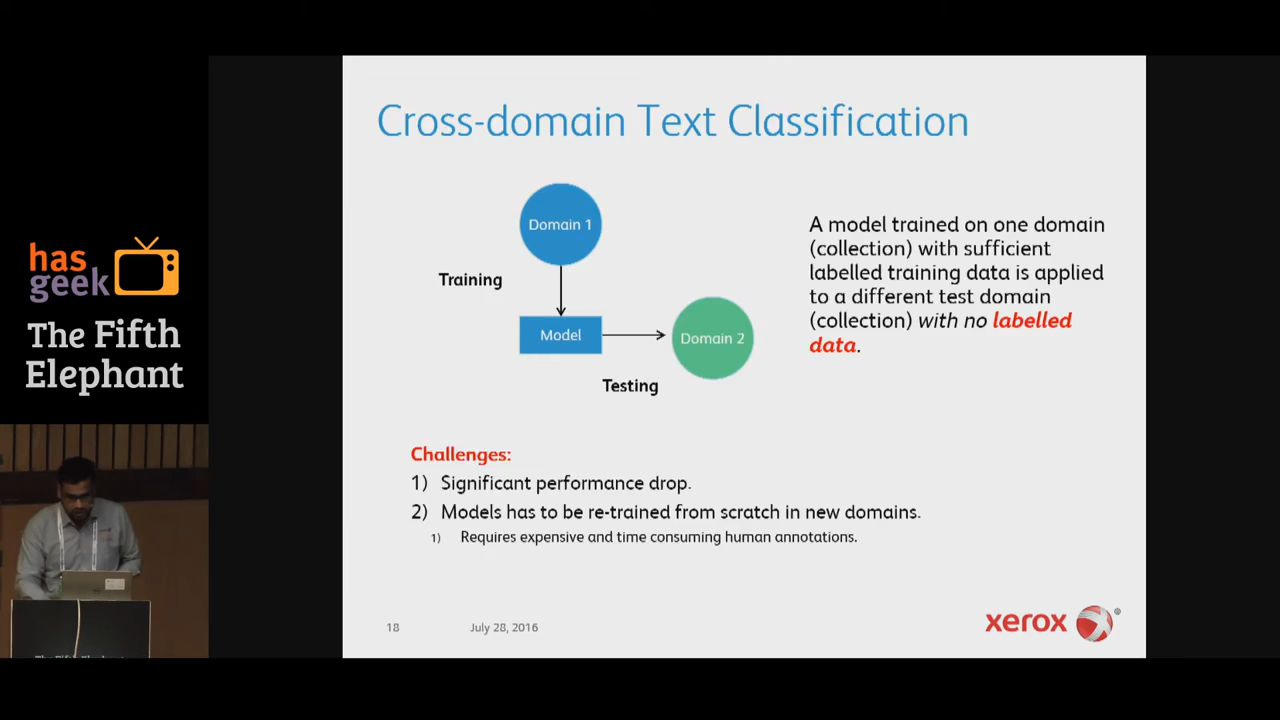 Cross-domain Text Classification
Domain 1
Training
Model
Domain 2
Testing
A model trained on one domain
(collection) with sufficient
labelled training data is applied
to a different test domain
(collection) with no labelled
data.
Challenges:
1) Significant performance drop.
2) Models has to be re-trained from scratch in new domains.
1) Requires expensive and time consuming human annotations.
18 July 28, 2016
xerox ®
has
geek
The Fifth
Elephant
The Fifth Elephant